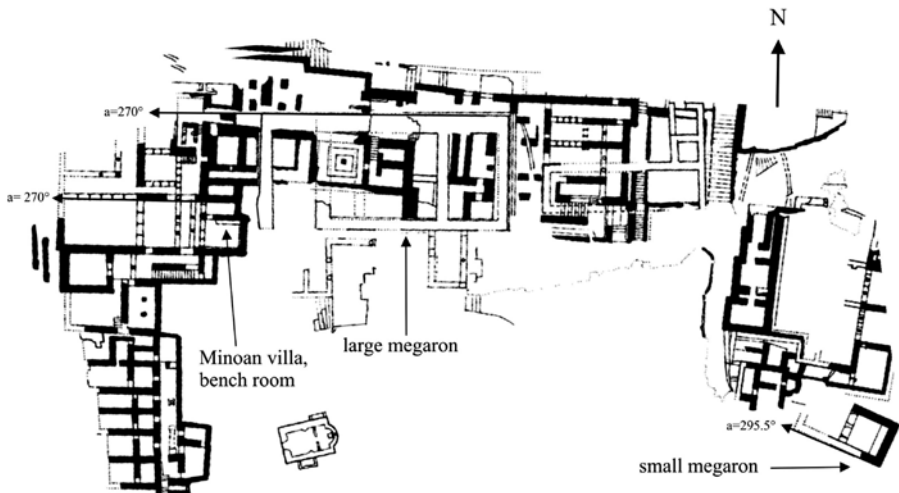 N
a=270°
a= 270°
Minoan villa,
bench room
large megaron
a=295.5°
small megaron